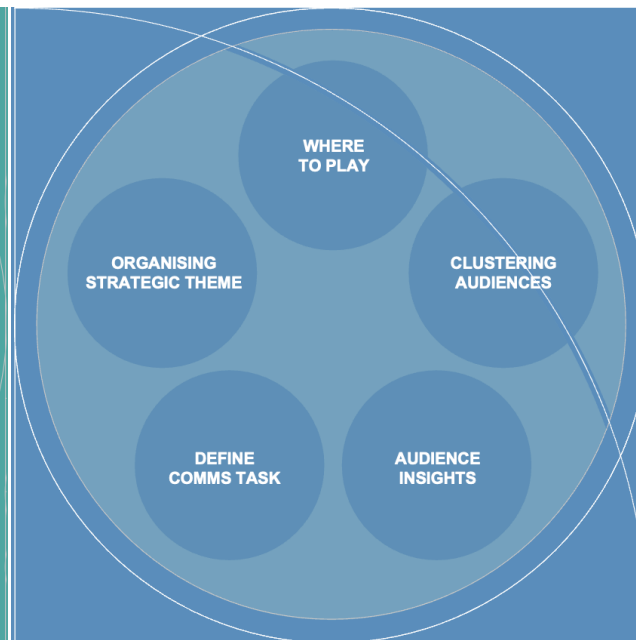 WHERE
TO PLAY
CLUSTERING
AUDIENCES
AUDIENCE
INSIGHTS
DEFINE
COMMS TASK
ORGANISING
STRATEGIC THEME